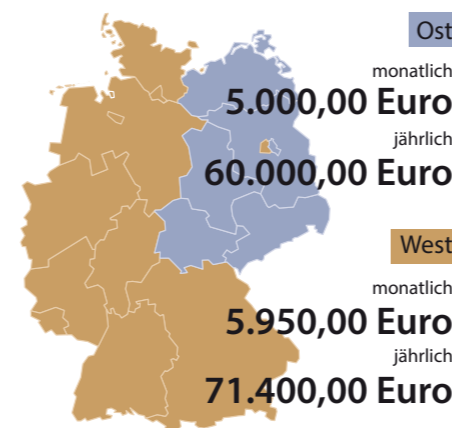 Ost
monatlich
5.000,00 Euro
jährlich
60.000,00 Euro
West
monatlich
5.950,00 Euro
jährlich
71.400,00 Euro